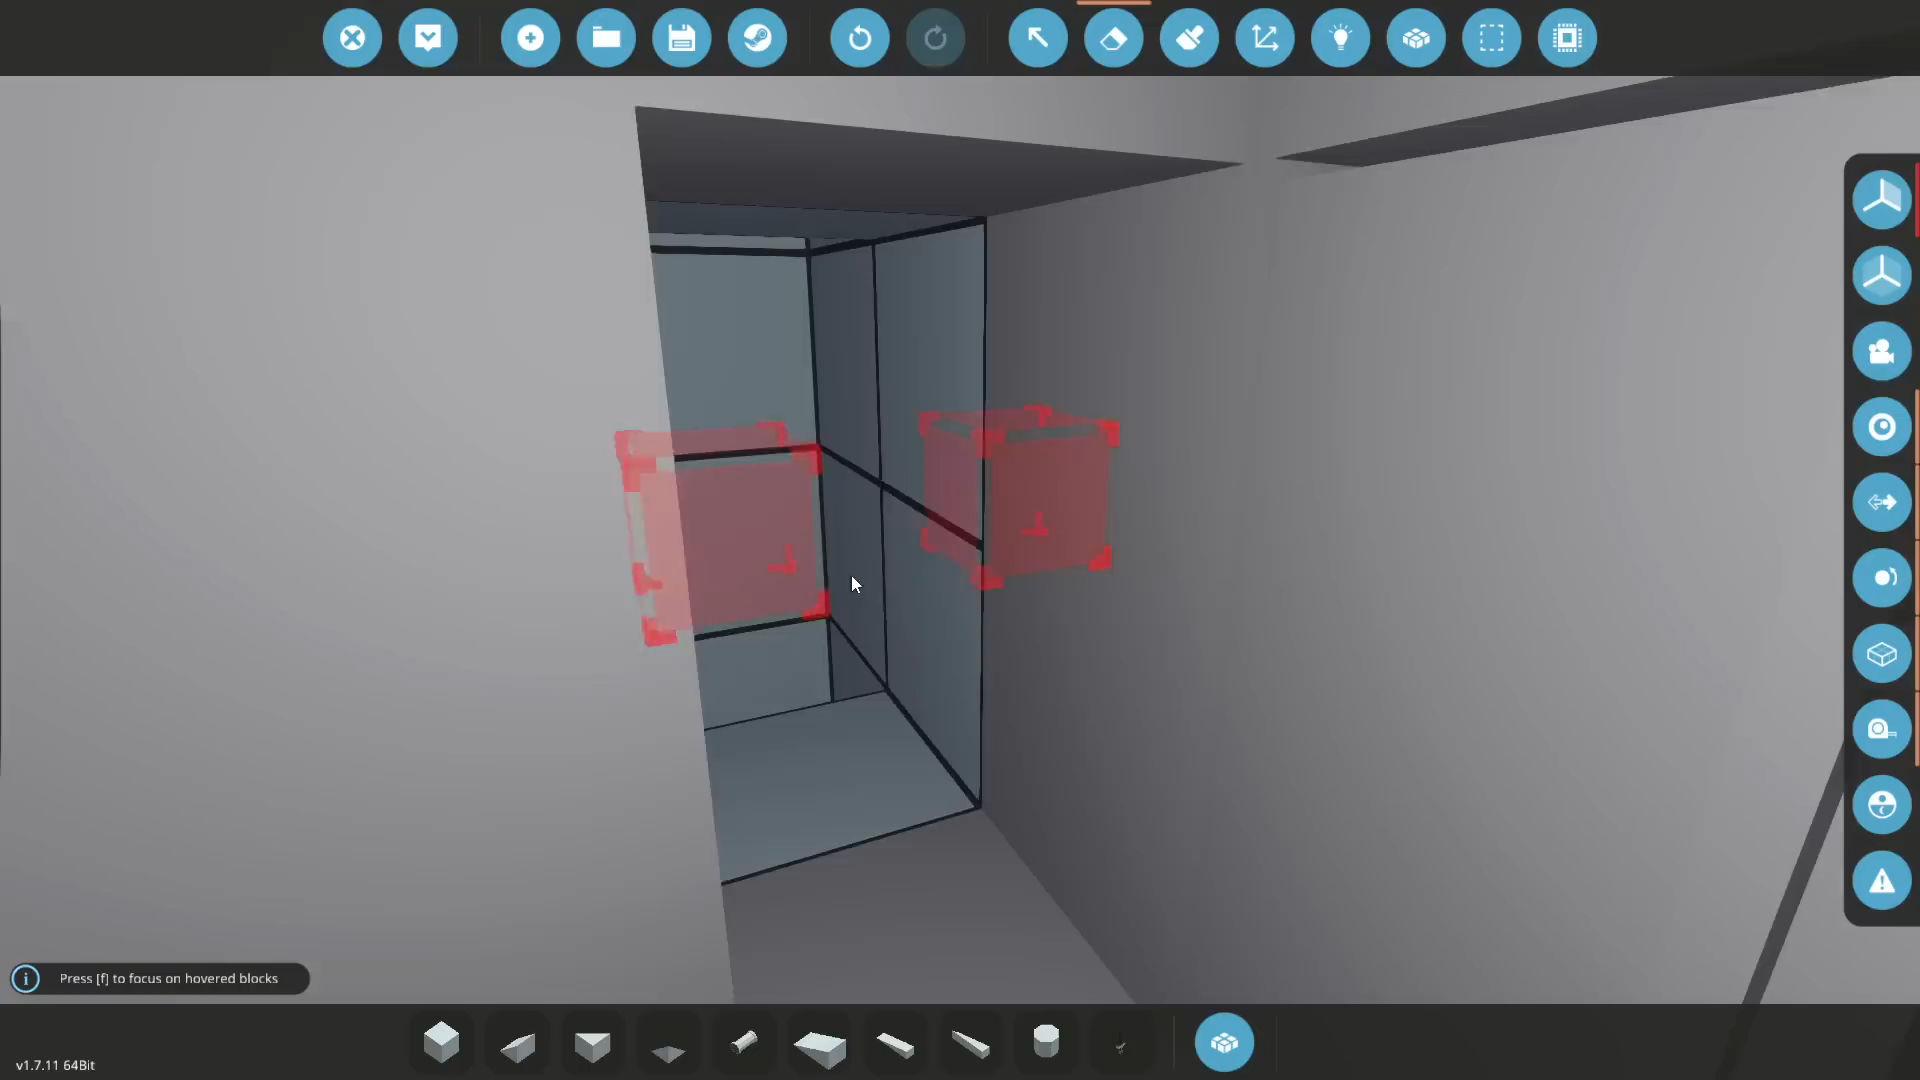 Press [f] to focus on hovered blocks
v1.7.11 64Bit